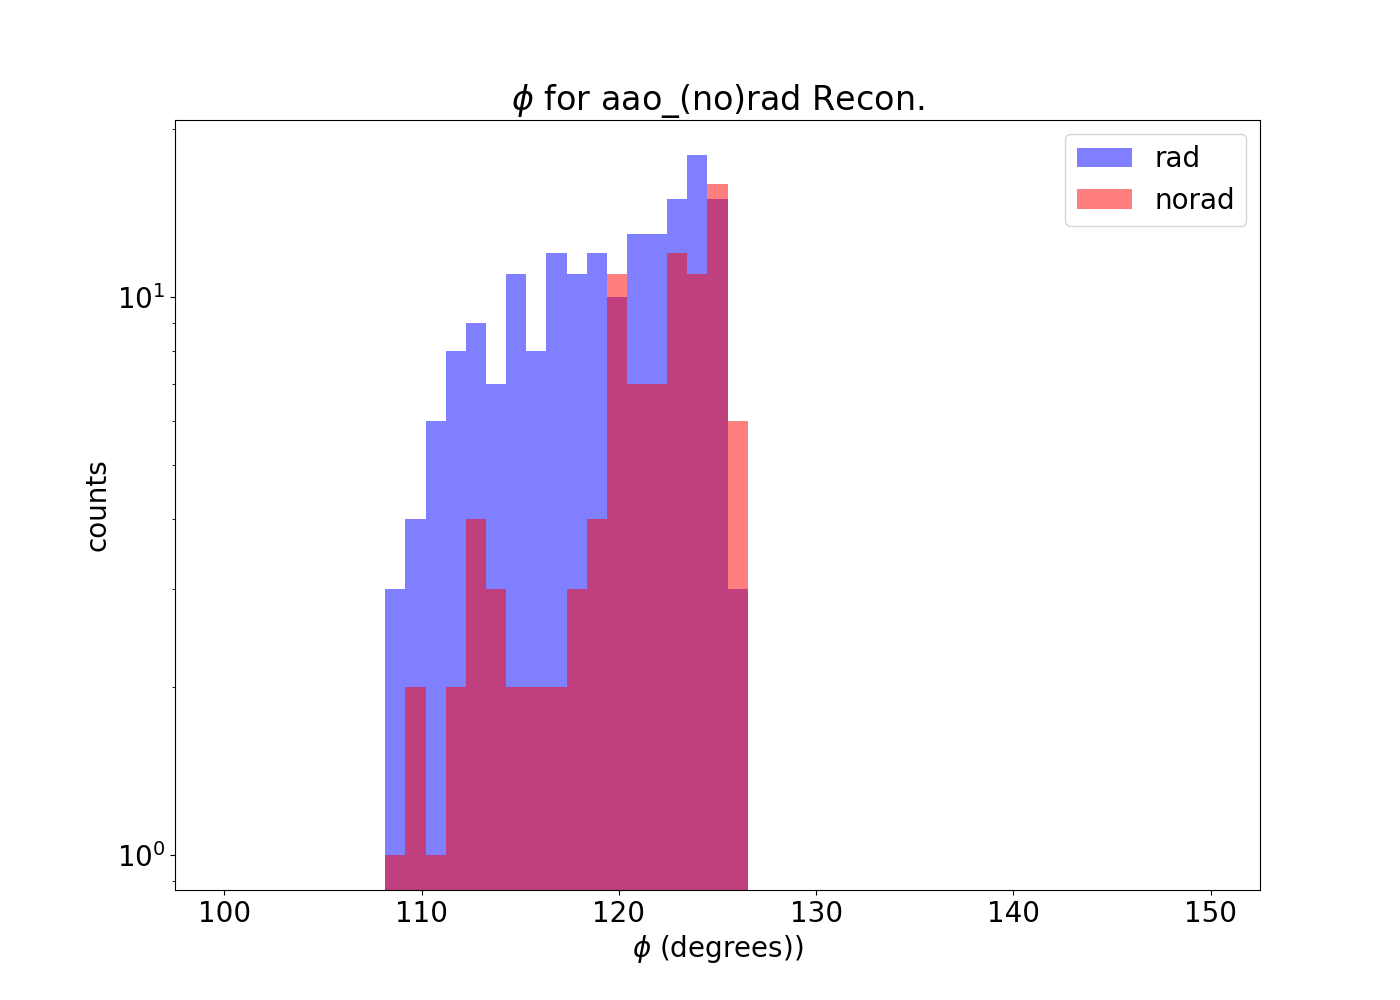 ϕ for aao_(no)rad Recon.
rad
norad
10¹
10⁰
counts
100 110 120 130 140 150
ϕ (degrees))